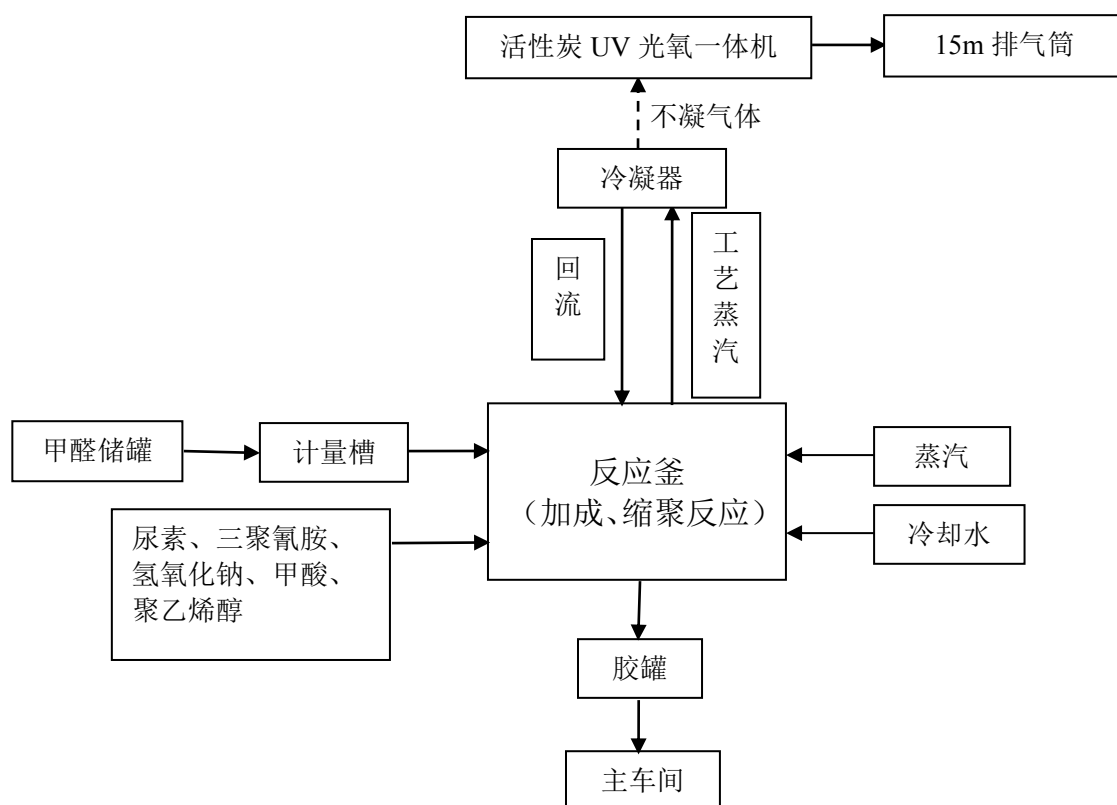 活性炭 UV 光氧一体机
15m 排气筒
不凝气体
冷凝器
回
流
工
艺
蒸
汽
甲醛储罐
计量槽
反应釜
（加成、缩聚反应）
蒸汽
冷却水
尿素、三聚氰胺、
氢氧化钠、甲酸、
聚乙烯醇
胶罐
主车间